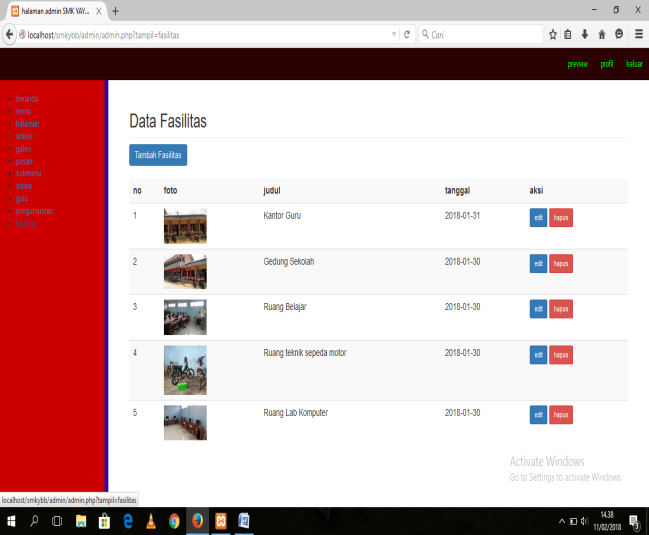 halaman admin SMK YAY...
localhost/smkybb/admin/admin.php?tampil=fasilitas
Cari
preview profil keluar
beranda
menu
halaman
artikel
galeri
pesan
submenu
siswa
guru
pengumuman
Data Fasilitas
Tambah Fasilitas
no foto judul tanggal aksi
1 Kantor Guru 2018-01-31 edit hapus
2 Gedung Sekolah 2018-01-30 edit hapus
3 Ruang Belajar 2018-01-30 edit hapus
4 Ruang teknik sepeda motor 2018-01-30 edit hapus
5 Ruang Lab Komputer 2018-01-30 edit hapus
Activate Windows
Go to Settings to activate Windows.
localhost/smkybb/admin/admin.php?tampil=fasilitas
14.38
11/02/2018